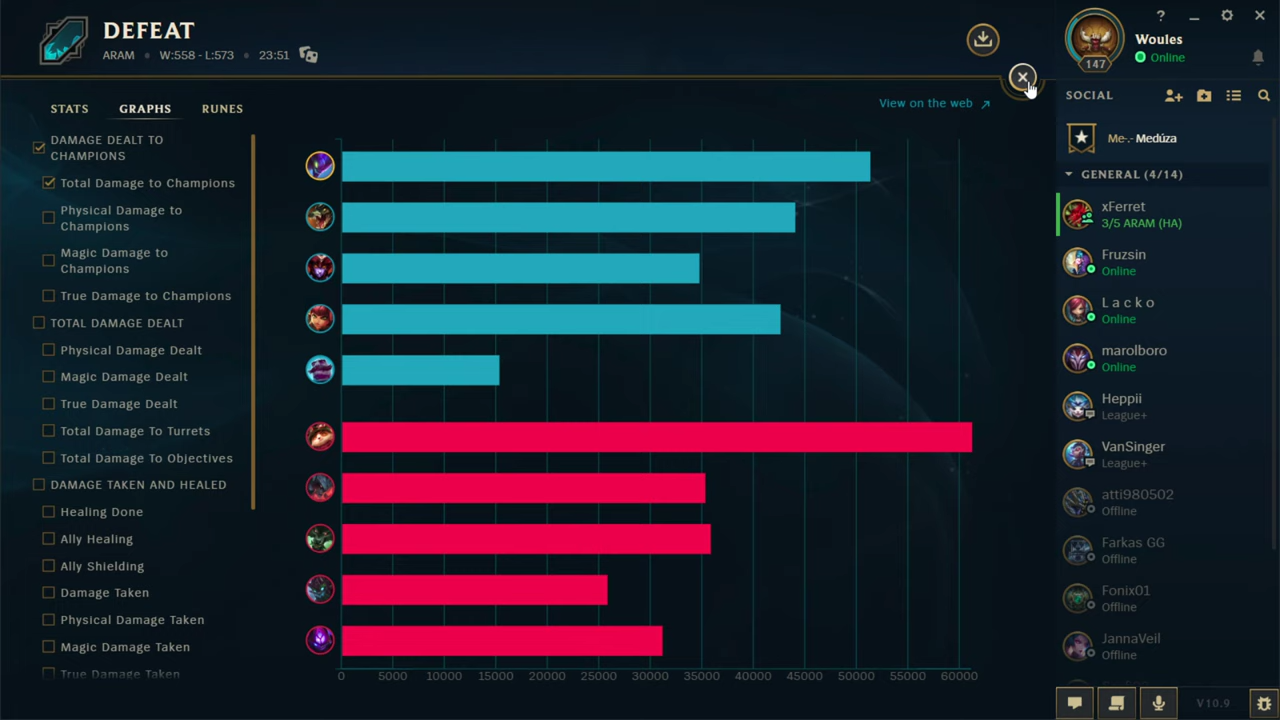 DEFEAT
ARAM • W:558 - L:573 • 23:51
STATS
GRAPHS
RUNES
View on the web
DAMAGE DEALT TO
CHAMPIONS
Total Damage to Champions
Physical Damage to
Champions
Magic Damage to
Champions
True Damage to Champions
TOTAL DAMAGE DEALT
Physical Damage Dealt
Magic Damage Dealt
True Damage Dealt
Total Damage To Turrets
Total Damage To Objectives
DAMAGE TAKEN AND HEALED
Healing Done
Ally Healing
Ally Shielding
Damage Taken
Physical Damage Taken
Magic Damage Taken
True Damage Taken
0 5000 10000 15000 20000 25000 30000 35000 40000 45000 50000 55000 60000
?
147
Woules
Online
SOCIAL
Me-.- Medúza
GENERAL (4/14)
xFerret
3/5 ARAM (HA)
Fruzsin
Online
L a c k o
Online
marolboro
Online
Heppii
League+
VanSinger
League+
atti980502
Offline
Farkas GG
Offline
Fonix01
Offline
JannaVeil
Offline
V10.9